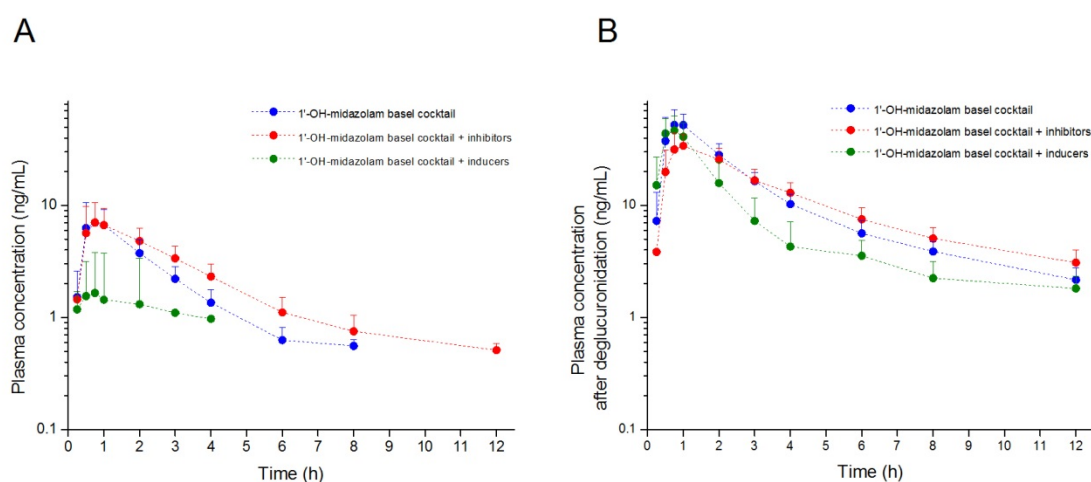 A
1'-OH-midazolam basel cocktail
1'-OH-midazolam basel cocktail + inhibitors
1'-OH-midazolam basel cocktail + inducers
Plasma concentration (ng/mL)
10
1
0.1
0 1 2 3 4 5 6 7 8 9 10 11 12
Time (h)
B
1'-OH-midazolam basel cocktail
1'-OH-midazolam basel cocktail + inhibitors
1'-OH-midazolam basel cocktail + inducers
Plasma concentration
after deglucuronidation (ng/mL)
10
1
0.1
0 1 2 3 4 5 6 7 8 9 10 11 12
Time (h)